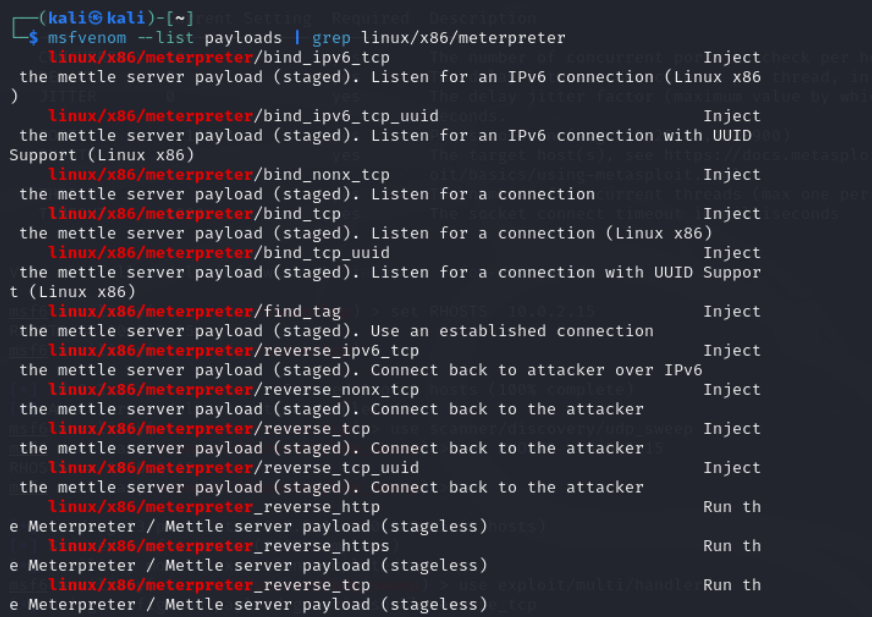 (kali㉿kali)-[~]
$ msfvenom --list payloads | grep linux/x86/meterpreter
linux/x86/meterpreter/bind_ipv6_tcp Inject
the mettle server payload (staged). Listen for an IPv6 connection (Linux x86
)
linux/x86/meterpreter/bind_ipv6_tcp_uuid Inject
the mettle server payload (staged). Listen for an IPv6 connection with UUID
Support (Linux x86)
linux/x86/meterpreter/bind_nonx_tcp Inject
the mettle server payload (staged). Listen for a connection
linux/x86/meterpreter/bind_tcp Inject
the mettle server payload (staged). Listen for a connection (Linux x86)
linux/x86/meterpreter/bind_tcp_uuid Inject
the mettle server payload (staged). Listen for a connection with UUID Suppor
t (Linux x86)
linux/x86/meterpreter/find_tag Inject
the mettle server payload (staged). Use an established connection
linux/x86/meterpreter/reverse_ipv6_tcp Inject
the mettle server payload (staged). Connect back to attacker over IPv6
linux/x86/meterpreter/reverse_nonx_tcp Inject
the mettle server payload (staged). Connect back to the attacker
linux/x86/meterpreter/reverse_tcp Inject
the mettle server payload (staged). Connect back to the attacker
linux/x86/meterpreter/reverse_tcp_uuid Inject
the mettle server payload (staged). Connect back to the attacker
linux/x86/meterpreter_reverse_http Run th
e Meterpreter / Mettle server payload (stageless)
linux/x86/meterpreter_reverse_https Run th
e Meterpreter / Mettle server payload (stageless)
linux/x86/meterpreter_reverse_tcp Run th
e Meterpreter / Mettle server payload (stageless)